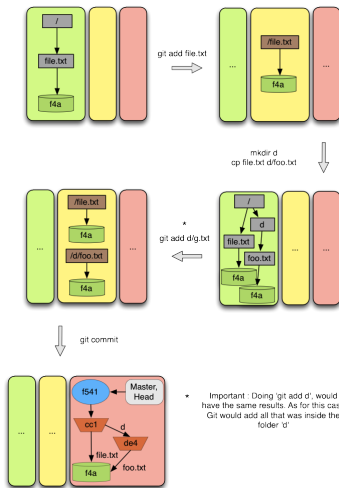 /
file.txt
f4a
git add file.txt
...
/file.txt
f4a
...
mkdir d
cp file.txt d/foo.txt
...
/file.txt
f4a
/d/foo.txt
f4a
...
*
git add d/g.txt
/
d
file.txt
foo.txt
f4a
f4a
...
...
git commit
...
...
f541
Master,
Head
cc1
d
de4
file.txt
foo.txt
f4a
* Important : Doing 'git add d', would
have the same results. As for this cas
Git would add all that was inside the
folder 'd'